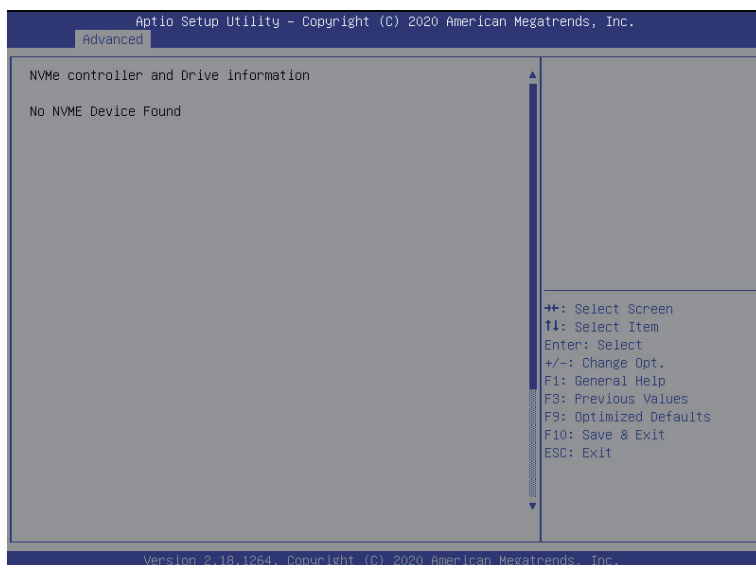 Aptio Setup Utility – Copyright (C) 2020 American Megatrends, Inc.
Advanced
NVMe controller and Drive information
No NVME Device Found
→←: Select Screen
↑↓: Select Item
Enter: Select
+/-: Change Opt.
F1: General Help
F3: Previous Values
F9: Optimized Defaults
F10: Save & Exit
ESC: Exit
Version 2.18.1264. Copyright (C) 2020 American Megatrends, Inc.